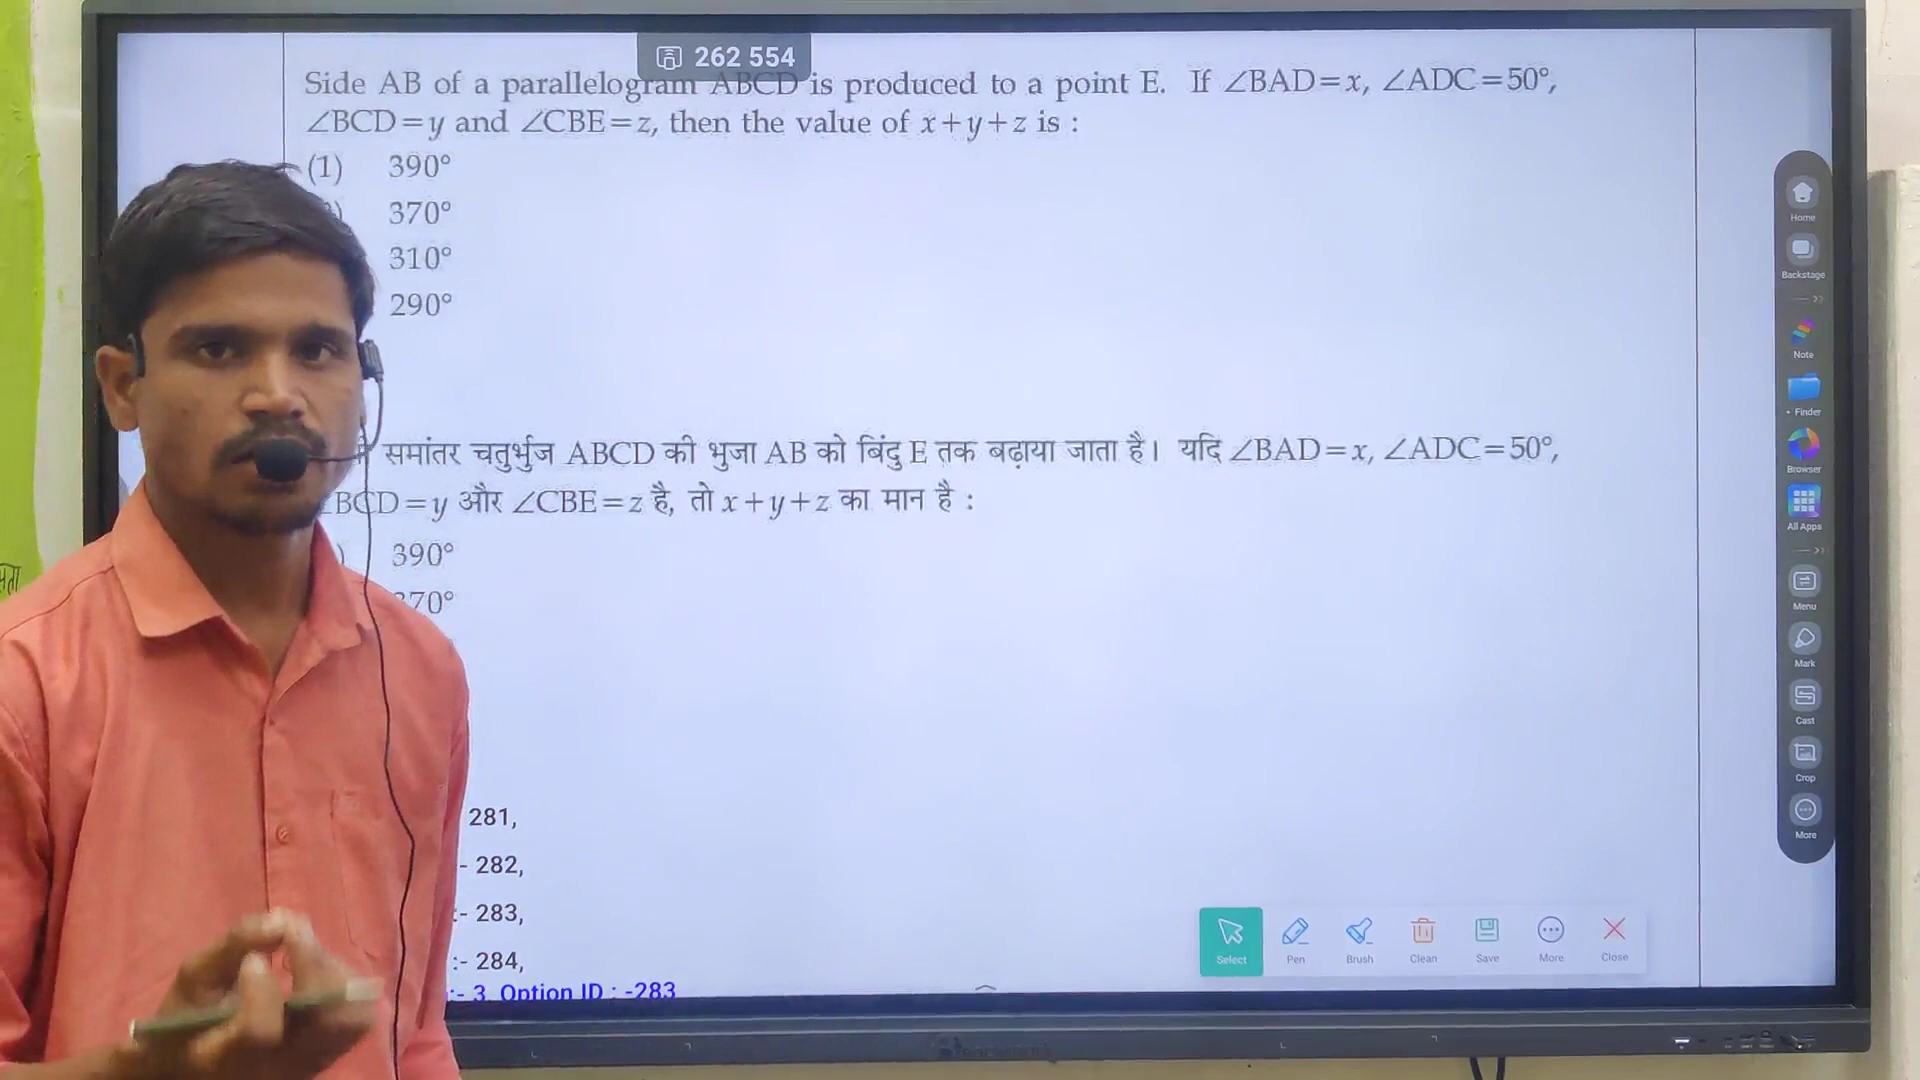 262 554
Side AB of a parallelogram ABCD is produced to a point E. If ∠BAD=x, ∠ADC=50°,
∠BCD=y and ∠CBE=z, then the value of x+y+z is :
(1) 390°
370°
310°
290°
समांतर चतुर्भुज ABCD की भुजा AB को बिंदु E तक बढ़ाया जाता है। यदि ∠BAD=x, ∠ADC=50°,
∠BCD=y और ∠CBE=z है, तो x+y+z का मान है :
390°
370°
281,
- 282,
:- 283,
:- 284,
:- 3, Option ID : -283
Home
Backstage
Note
Finder
Browser
All Apps
Menu
Mark
Cast
Crop
More
Select Pen Brush Clean Save More Close